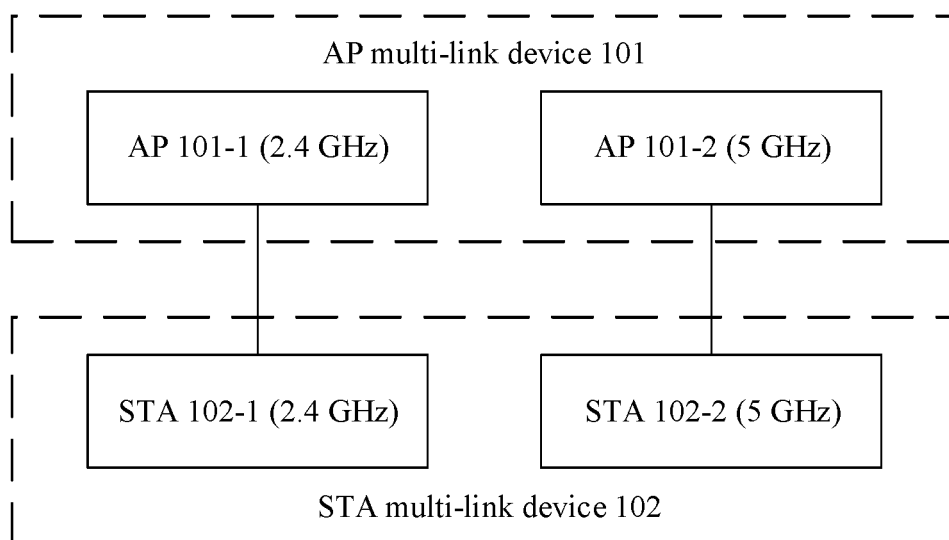 AP multi-link device 101
AP 101-1 (2.4 GHz)
AP 101-2 (5 GHz)
STA 102-1 (2.4 GHz)
STA 102-2 (5 GHz)
STA multi-link device 102